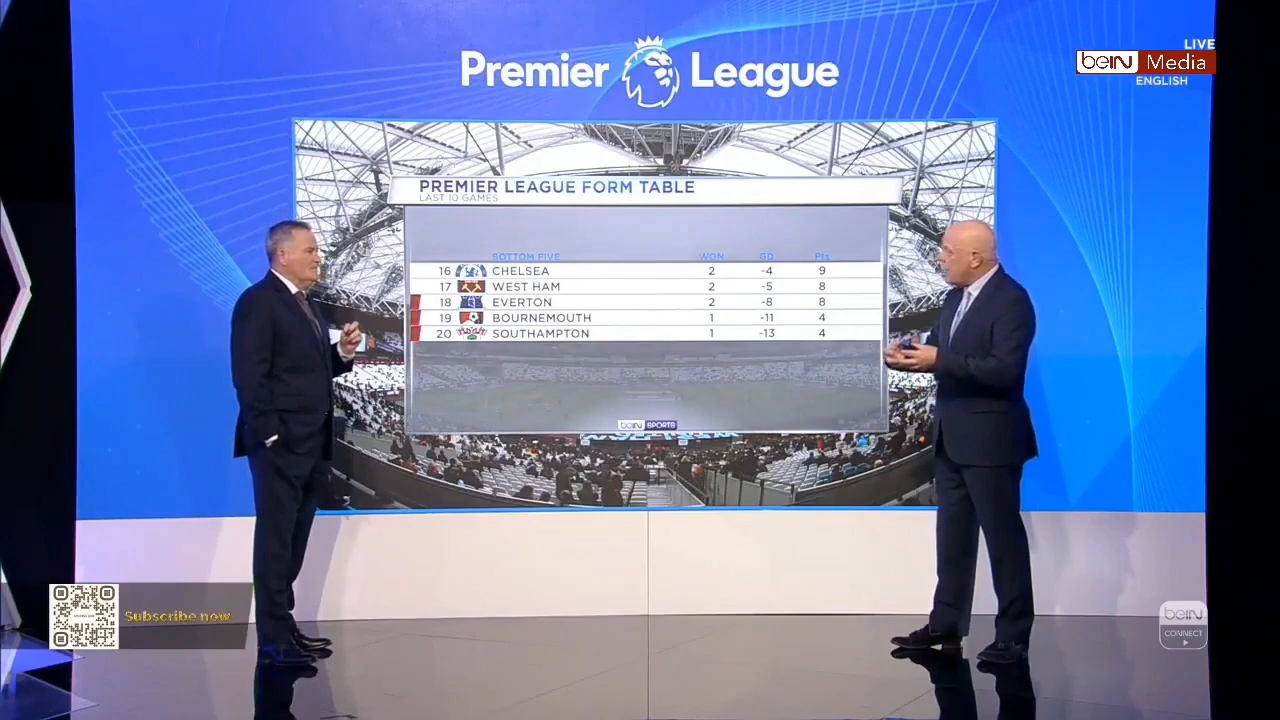 LIVE
beIN Media
ENGLISH
Premier League
PREMIER LEAGUE FORM TABLE
LAST 10 GAMES
BOTTOM FIVE WON GD Pts
16 CHELSEA 2 -4 9
17 WEST HAM 2 -5 8
18 EVERTON 2 -8 8
19 BOURNEMOUTH 1 -11 4
20 SOUTHAMPTON 1 -13 4
beIN SPORTS
Subscribe now
beIN
CONNECT